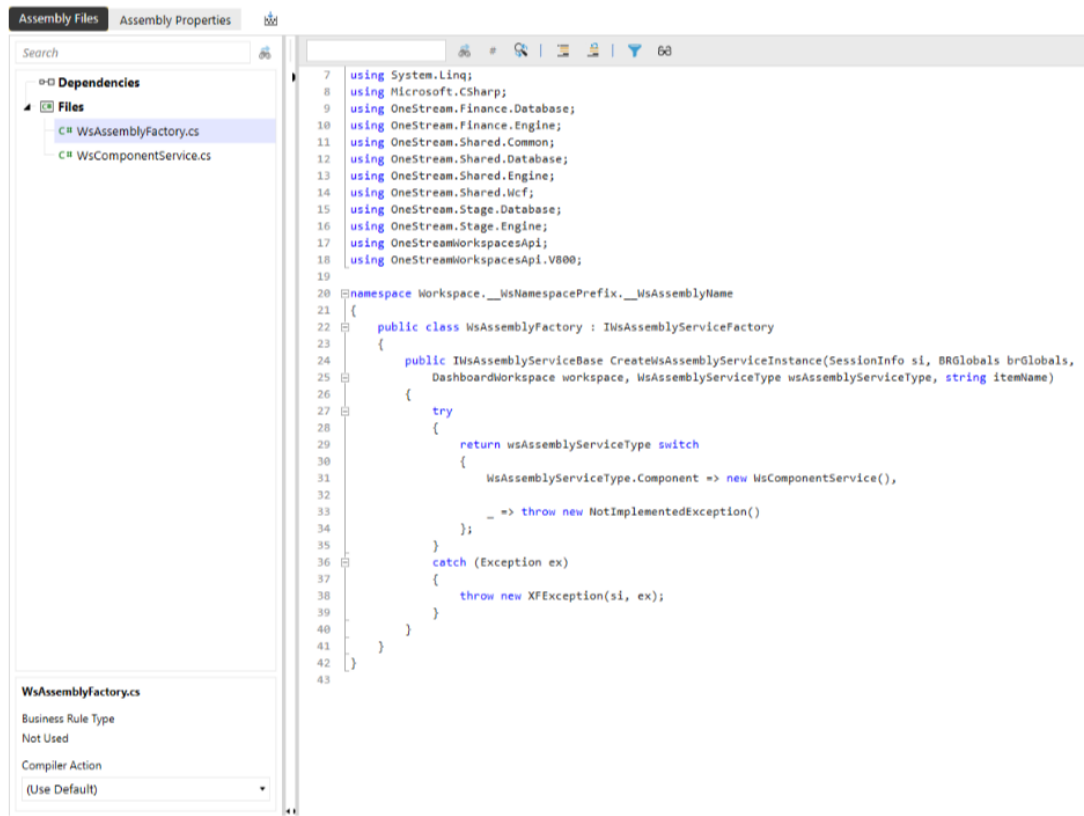 Assembly Files
Assembly Properties
Search
Dependencies
Files
C# WsAssemblyFactory.cs
C# WsComponentService.cs
WsAssemblyFactory.cs
Business Rule Type
Not Used
Compiler Action
(Use Default)
#
7 using System.Linq;
8 using Microsoft.CSharp;
9 using OneStream.Finance.Database;
10 using OneStream.Finance.Engine;
11 using OneStream.Shared.Common;
12 using OneStream.Shared.Database;
13 using OneStream.Shared.Engine;
14 using OneStream.Shared.Wcf;
15 using OneStream.Stage.Database;
16 using OneStream.Stage.Engine;
17 using OneStreamWorkspacesApi;
18 using OneStreamWorkspacesApi.V800;
19
20 namespace Workspace.__WsNamespacePrefix.__WsAssemblyName
21 {
22 public class WsAssemblyFactory : IWsAssemblyServiceFactory
23 {
24 public IWsAssemblyServiceBase CreateWsAssemblyServiceInstance(SessionInfo si, BRGlobals brGlobals,
25 DashboardWorkspace workspace, WsAssemblyServiceType wsAssemblyServiceType, string itemName)
26 {
27 try
28 {
29 return wsAssemblyServiceType switch
30 {
31 WsAssemblyServiceType.Component => new WsComponentService(),
32
33 _ => throw new NotImplementedException()
34 };
35 }
36 catch (Exception ex)
37 {
38 throw new XFException(si, ex);
39 }
40 }
41 }
42 }
43